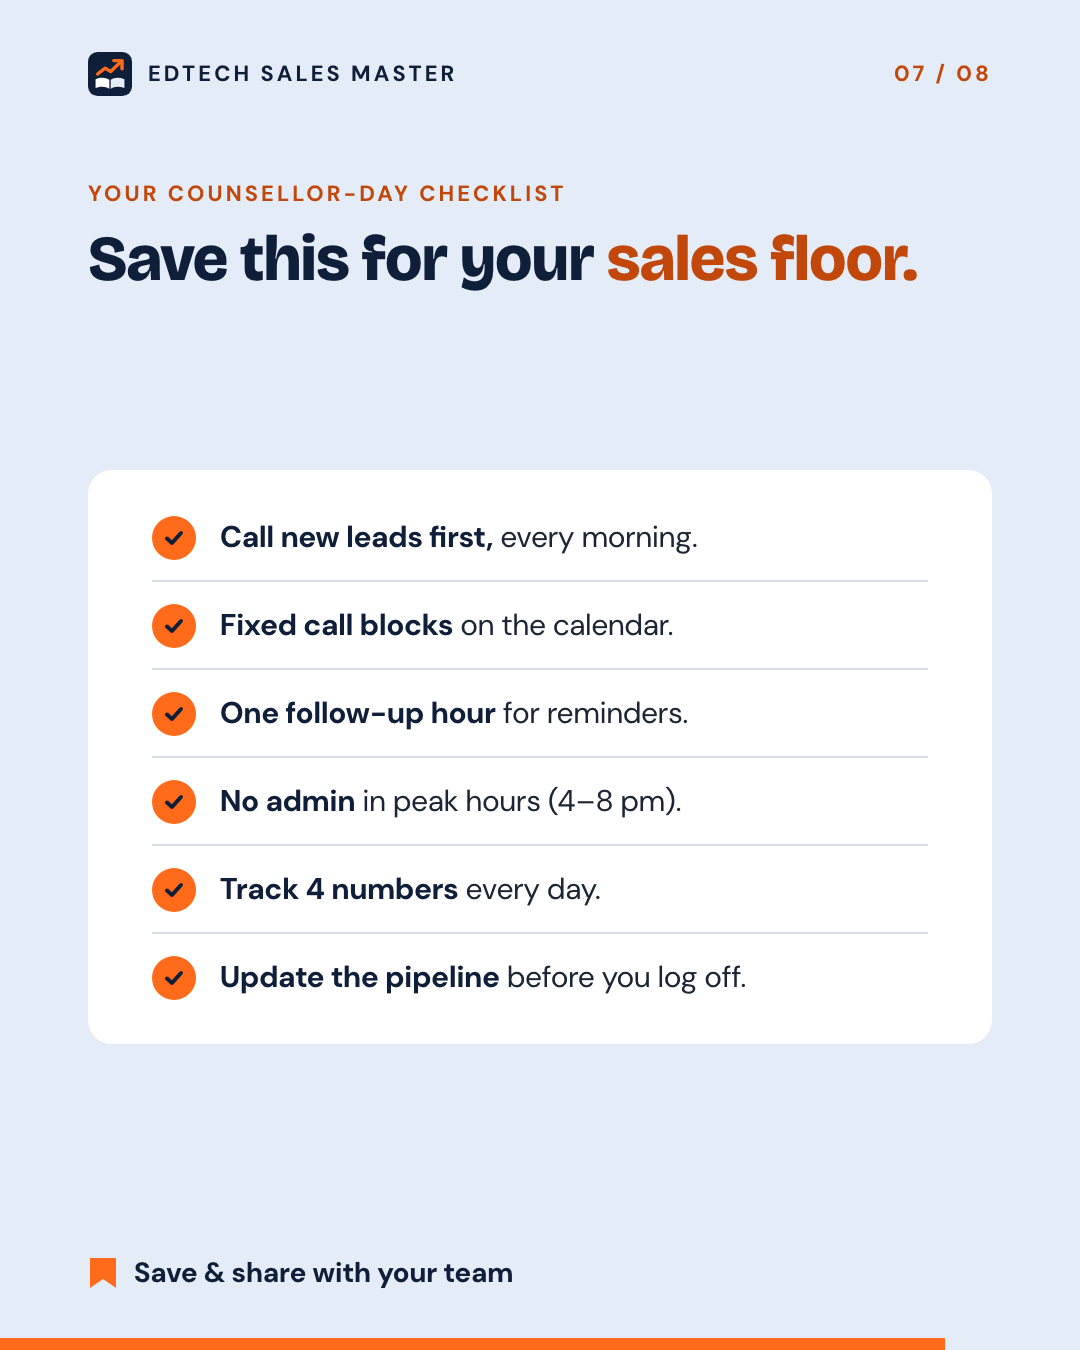 EDTECH SALES MASTER
07 / 08
YOUR COUNSELLOR-DAY CHECKLIST
Save this for your sales floor.
Call new leads first, every morning.
Fixed call blocks on the calendar.
One follow-up hour for reminders.
No admin in peak hours (4–8 pm).
Track 4 numbers every day.
Update the pipeline before you log off.
Save & share with your team